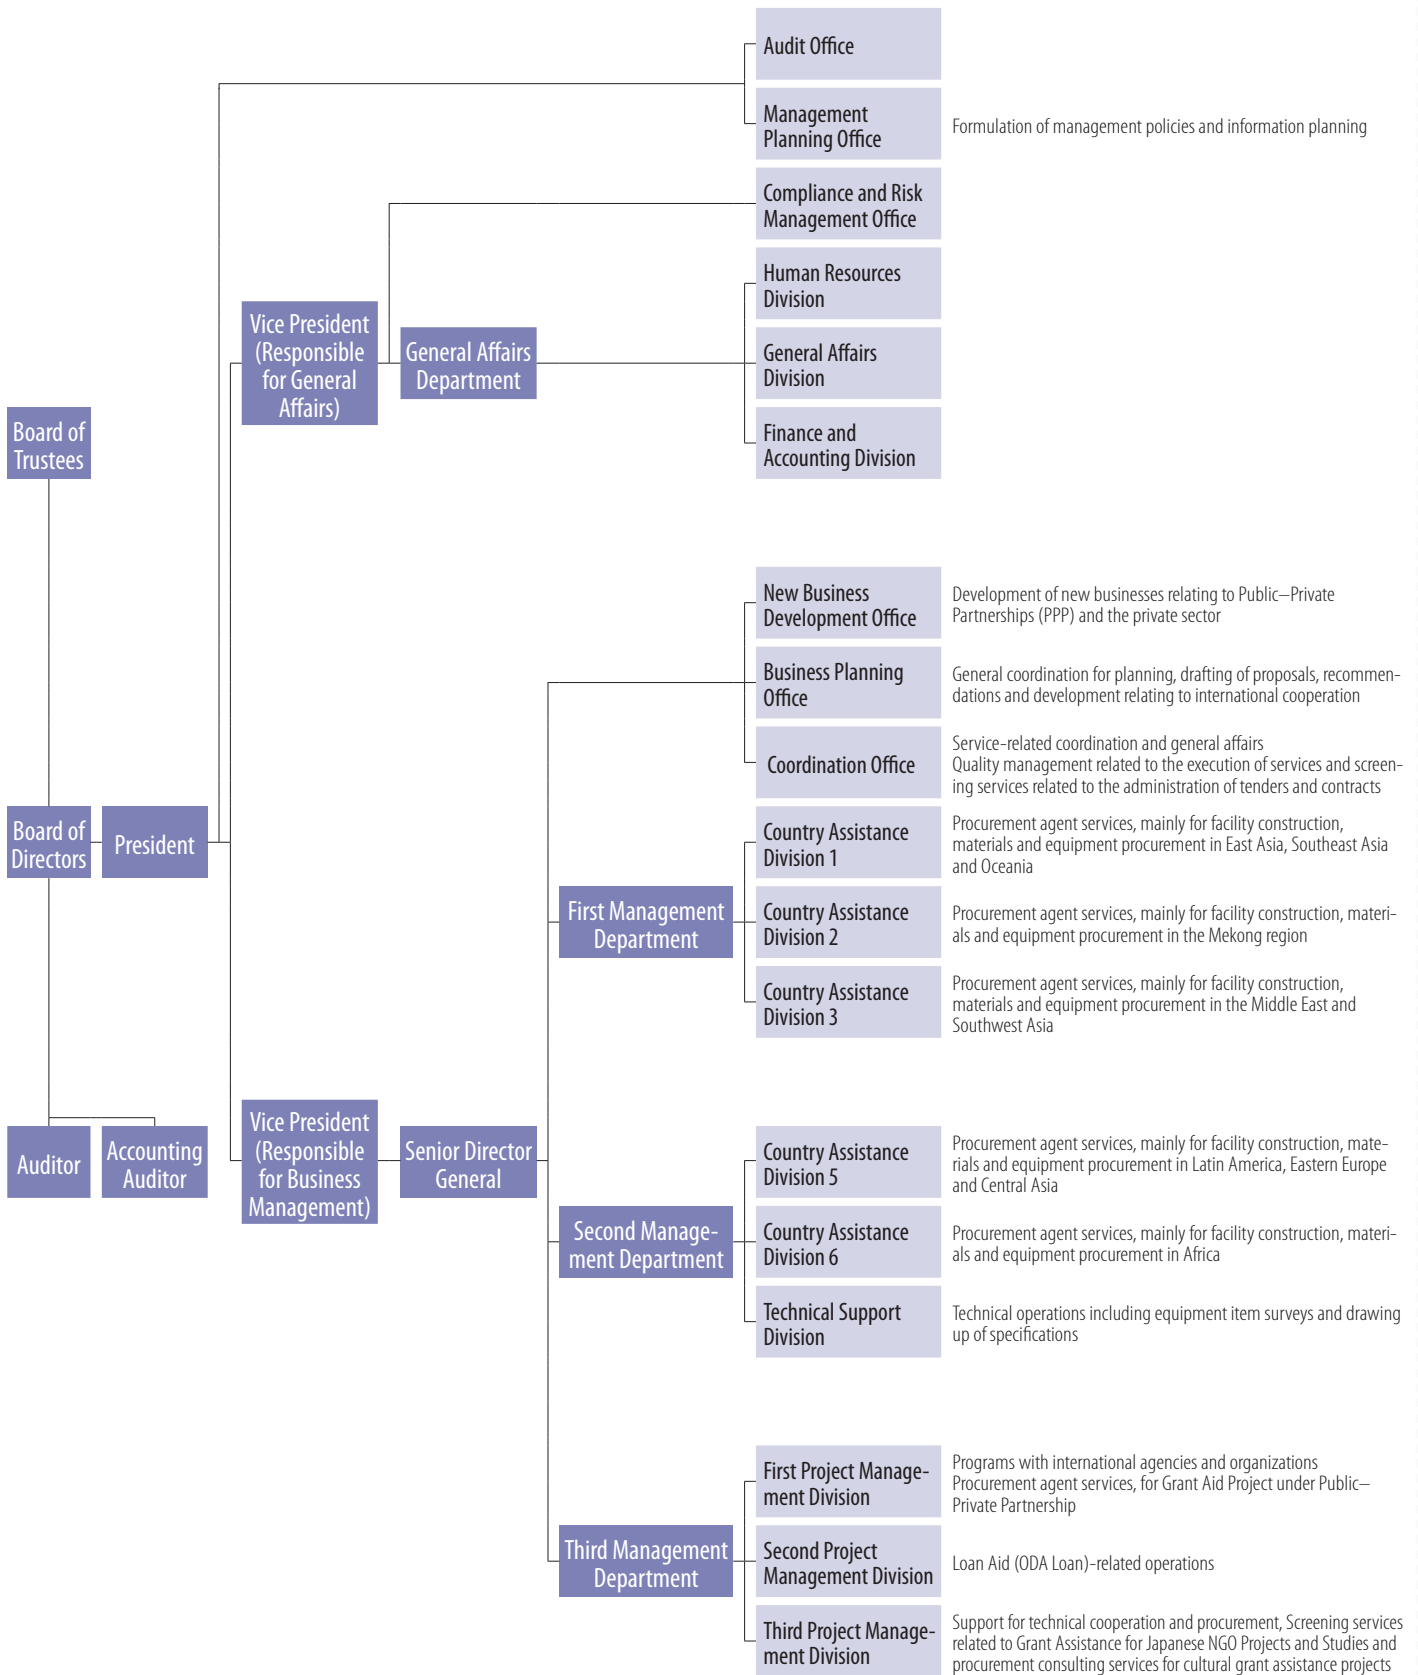 Audit Office
Management
Planning Office
Formulation of management policies and information planning
Compliance and Risk
Management Office
Human Resources
Division
Vice President
(Responsible
for General
Affairs)
General Affairs
Department
General Affairs
Division
Finance and
Accounting Division
Board of
Trustees
New Business
Development Office
Development of new businesses relating to Public–Private
Partnerships (PPP) and the private sector
Business Planning
Office
General coordination for planning, drafting of proposals, recommen-
dations and development relating to international cooperation
Coordination Office
Service-related coordination and general affairs
Quality management related to the execution of services and screen-
ing services related to the administration of tenders and contracts
Board of
Directors
President
Country Assistance
Division 1
Procurement agent services, mainly for facility construction,
materials and equipment procurement in East Asia, Southeast Asia
and Oceania
First Management
Department
Country Assistance
Division 2
Procurement agent services, mainly for facility construction, materi-
als and equipment procurement in the Mekong region
Country Assistance
Division 3
Procurement agent services, mainly for facility construction,
materials and equipment procurement in the Middle East and
Southwest Asia
Auditor
Accounting
Auditor
Vice President
(Responsible
for Business
Management)
Senior Director
General
Country Assistance
Division 5
Procurement agent services, mainly for facility construction, mate-
rials and equipment procurement in Latin America, Eastern Europe
and Central Asia
Second Manage-
ment Department
Country Assistance
Division 6
Procurement agent services, mainly for facility construction, materi-
als and equipment procurement in Africa
Technical Support
Division
Technical operations including equipment item surveys and drawing
up of specifications
First Project Manage-
ment Division
Programs with international agencies and organizations
Procurement agent services, for Grant Aid Project under Public–
Private Partnership
Third Management
Department
Second Project
Management Division
Loan Aid (ODA Loan)-related operations
Third Project Manage-
ment Division
Support for technical cooperation and procurement, Screening services
related to Grant Assistance for Japanese NGO Projects and Studies and
procurement consulting services for cultural grant assistance projects